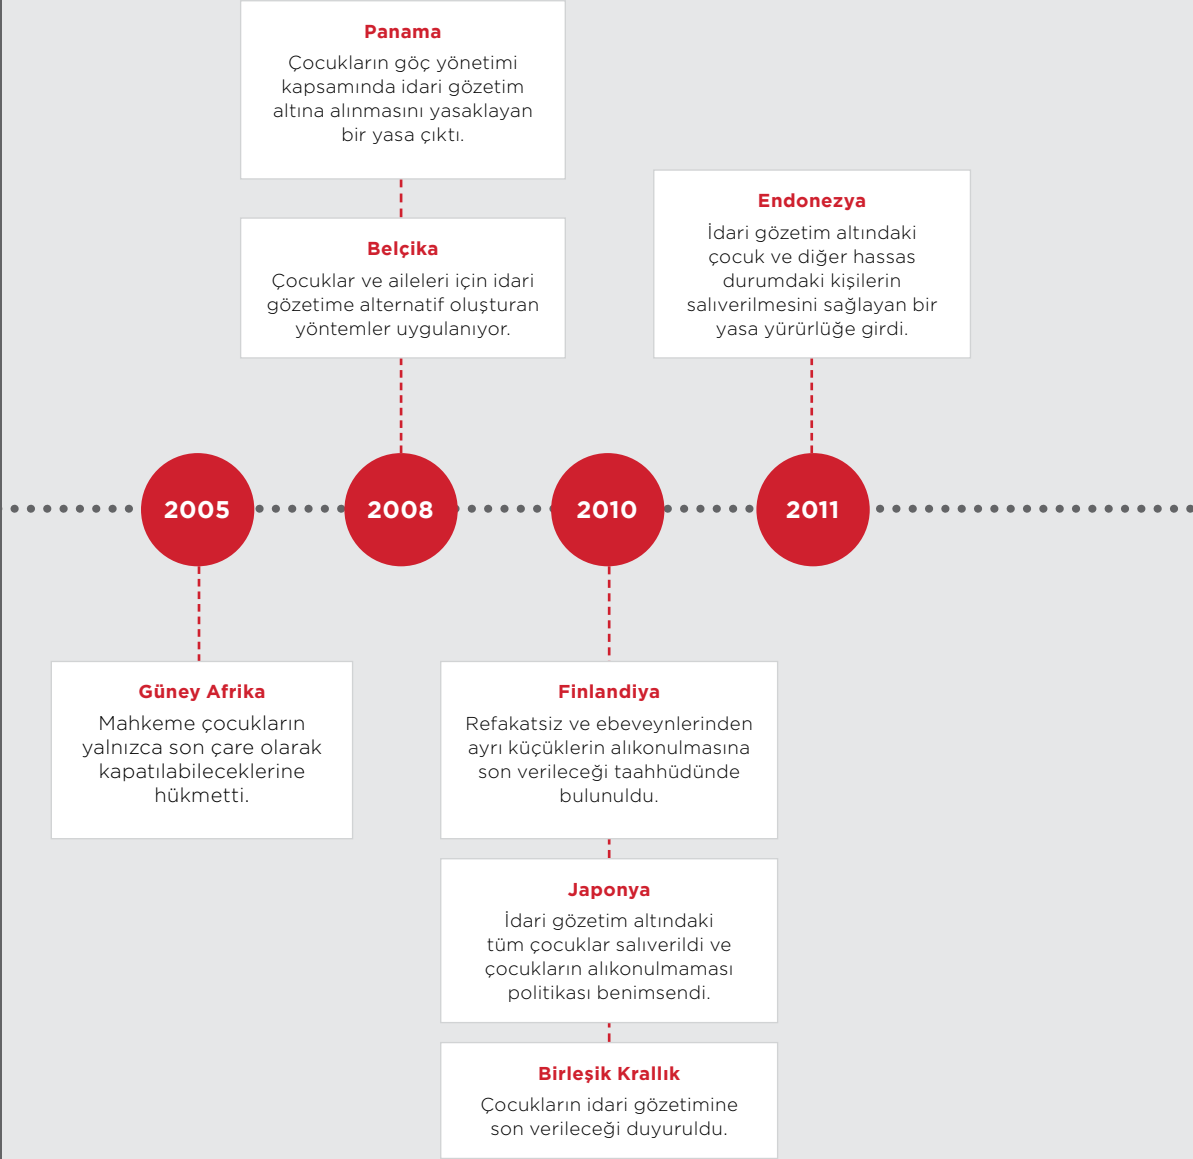 Panama
Çocukların göç yönetimi
kapsamında idari gözetim
altına alınmasını yasaklayan
bir yasa çıktı.
Belçika
Çocuklar ve aileleri için idari
gözetime alternatif oluşturan
yöntemler uygulanıyor.
Endonezya
İdari gözetim altındaki
çocuk ve diğer hassas
durumdaki kişilerin
salıverilmesini sağlayan bir
yasa yürürlüğe girdi.
2005
2008
2010
2011
Güney Afrika
Mahkeme çocukların
yalnızca son çare olarak
kapatılabileceklerine
hükmetti.
Finlandiya
Refakatsiz ve ebeveynlerinden
ayrı küçüklerin alıkonulmasına
son verileceği taahhüdünde
bulunuldu.
Japonya
İdari gözetim altındaki
tüm çocuklar salıverildi ve
çocukların alıkonulmaması
politikası benimsendi.
Birleşik Krallık
Çocukların idari gözetimine
son verileceği duyuruldu.